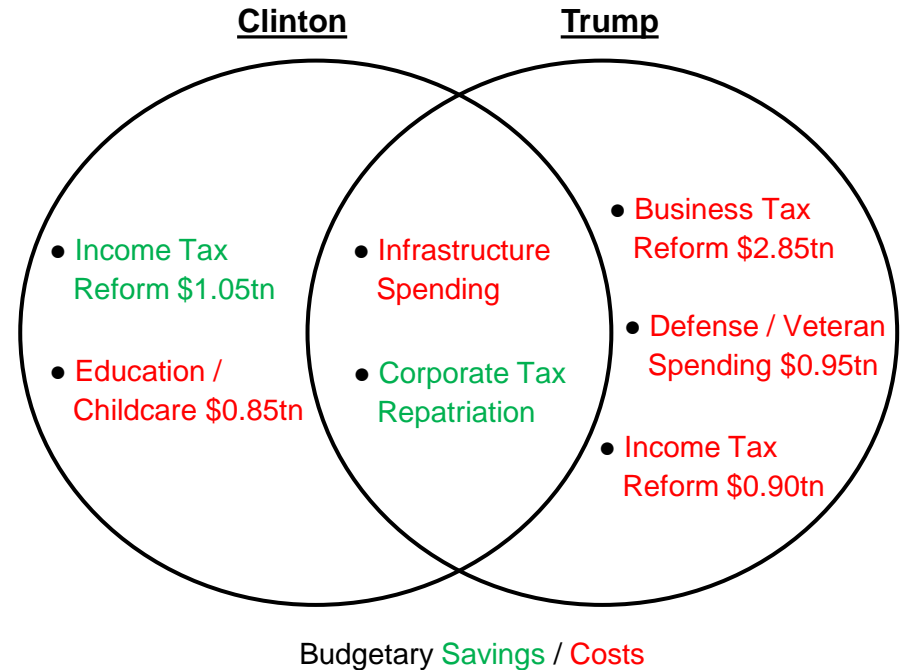 Clinton
Trump
● Income Tax
Reform $1.05tn
● Education /
Childcare $0.85tn
● Infrastructure
Spending
● Corporate Tax
Repatriation
● Business Tax
Reform $2.85tn
● Defense / Veteran
Spending $0.95tn
● Income Tax
Reform $0.90tn
Budgetary Savings / Costs